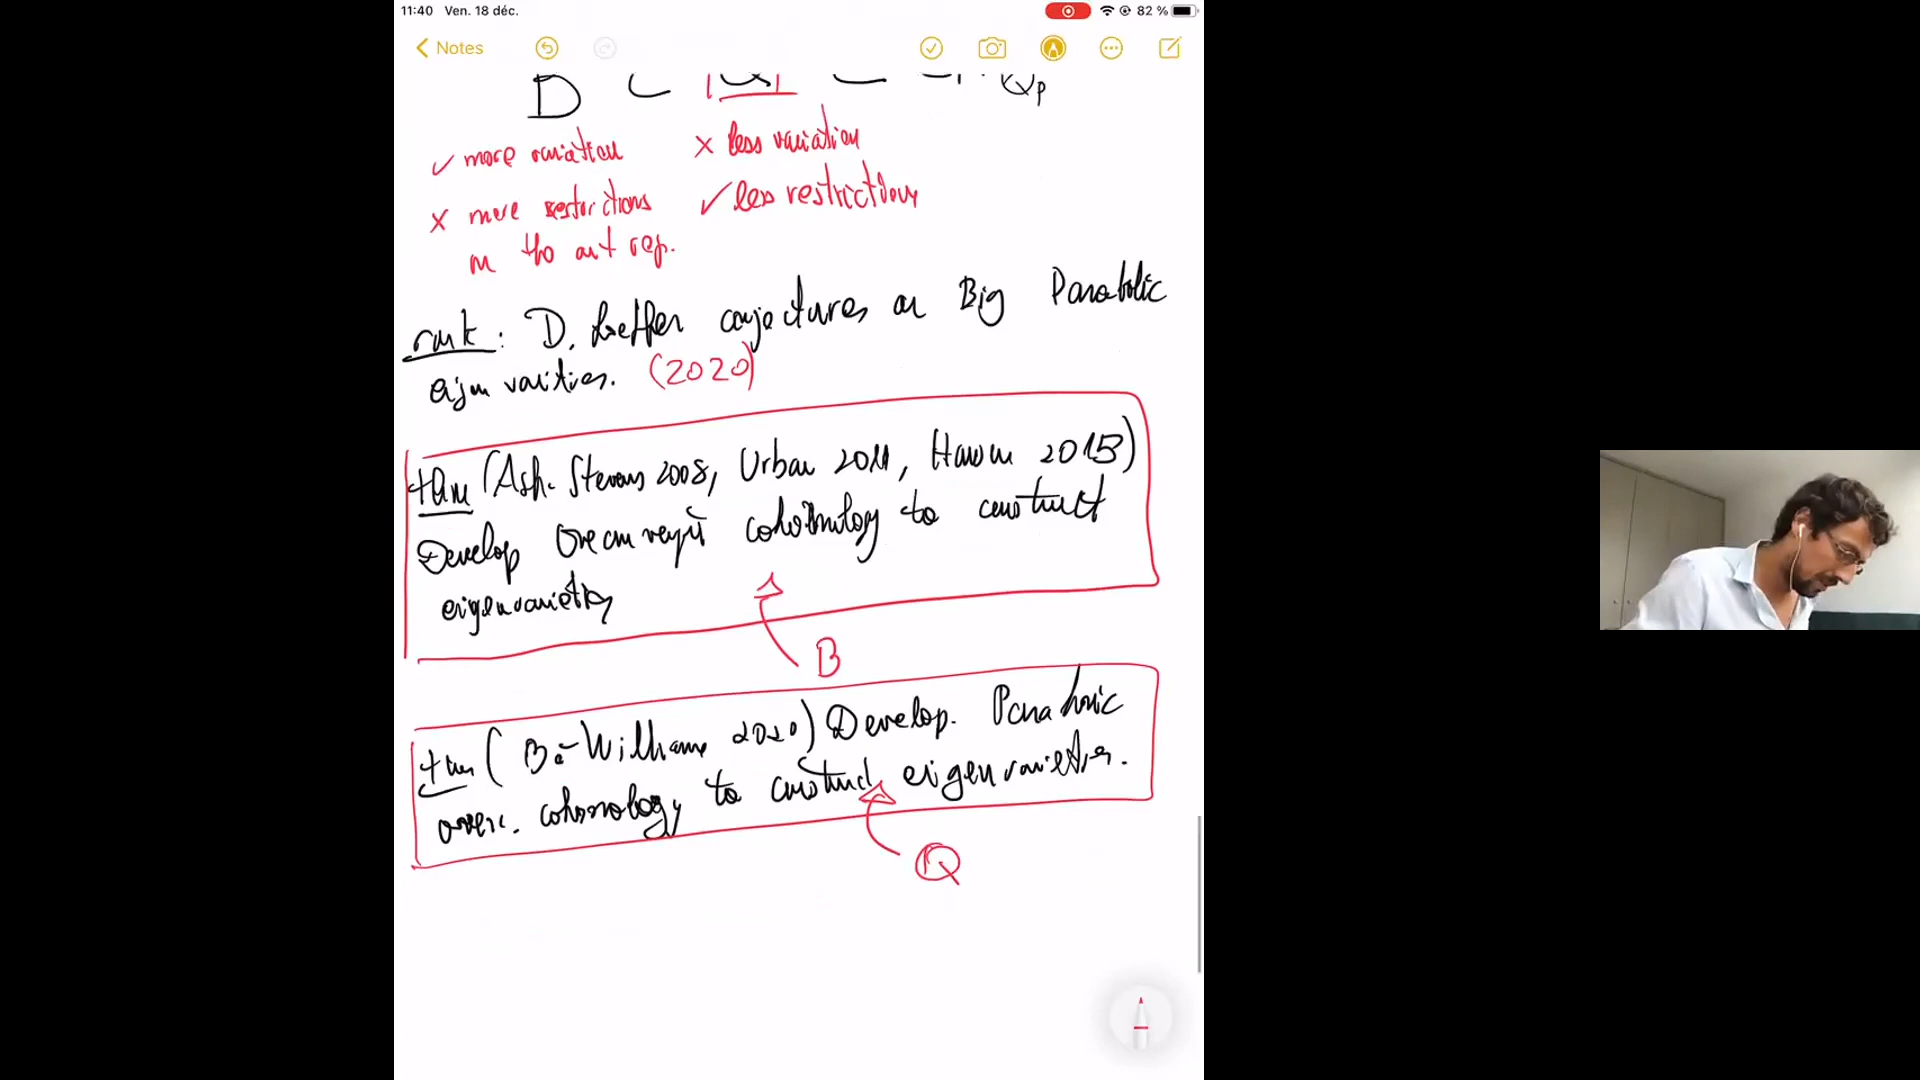 11:40 Ven. 18 déc.
82 %
Notes
B Q Qp
✓ more variation × less variation
× more restrictions ✓ less restrictions
on the aut rep.
rmk: D. Loeffler conjectures on Big Parabolic
eigenvarieties. (2020)
thm (Ash-Stevens 2008, Urban 2011, Hansen 2015)
Develop Overconvergent cohomology to construct
eigenvarieties
B
thm (B.-Williams 2020) Develop. Parahoric
overc. cohomology to construct eigenvarieties.
Q